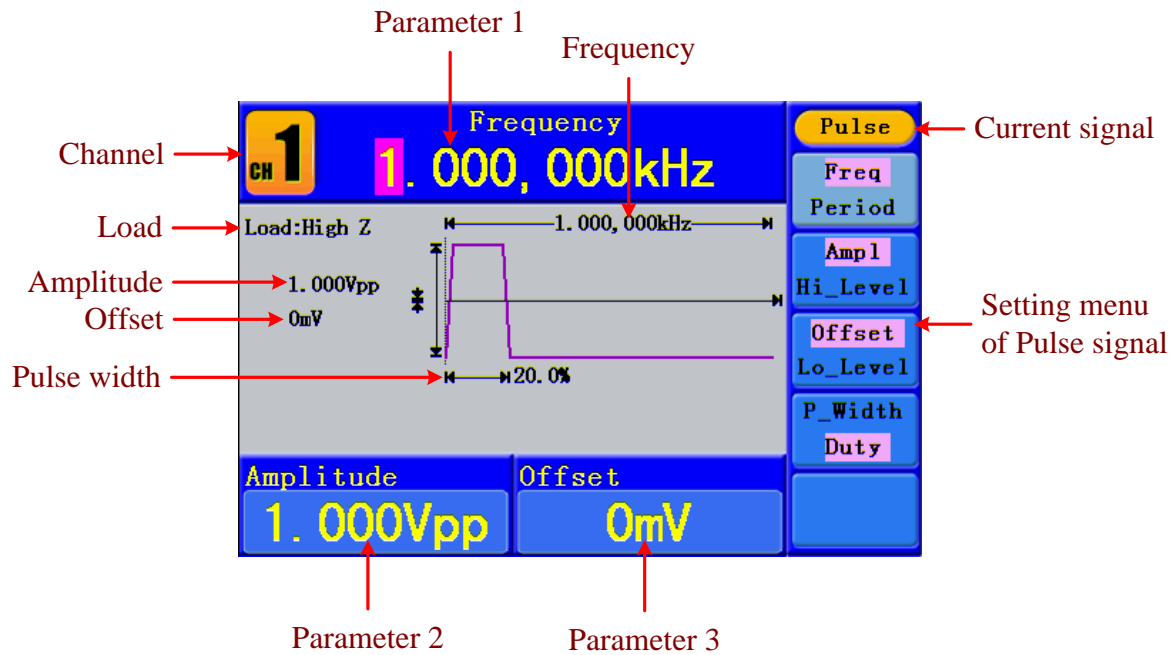 Parameter 1
Frequency
Frequency
Pulse
Current signal
Channel
CH 1
1.000,000kHz
Freq
Period
Load
Load:High Z
1.000,000kHz
Ampl
Hi_Level
Amplitude
1.000Vpp
Offset
0mV
Setting menu
of Pulse signal
Offset
Lo_Level
Pulse width
20.0%
P_Width
Duty
Amplitude
Offset
1.000Vpp
0mV
Parameter 2
Parameter 3